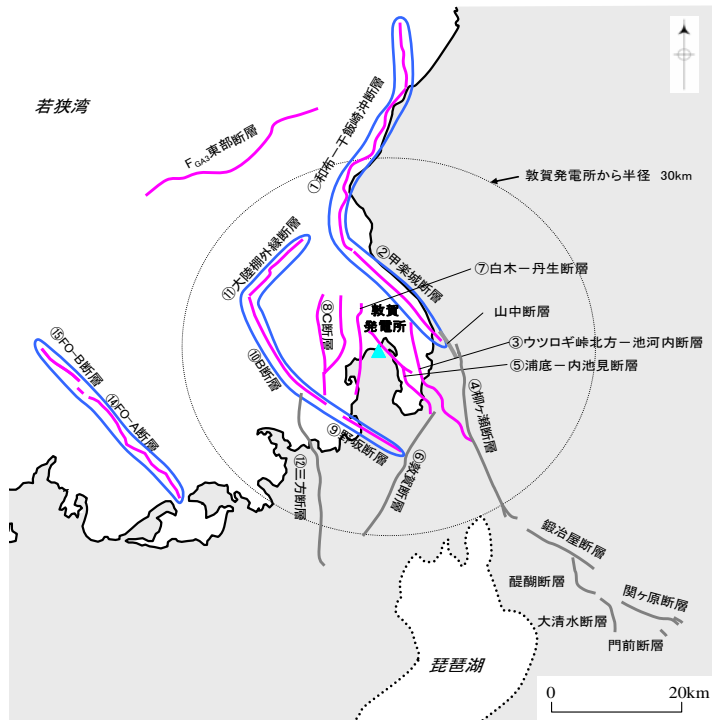 若狭湾
FGA3東部断層
①和布－干飯崎沖断層
敦賀発電所から半径 30km
②甲楽城断層
⑪大陸棚外縁断層
⑦白木－丹生断層
⑧C断層
敦賀
発電所
山中断層
③ウツロギ峠北方－池河内断層
⑤浦底－内池見断層
⑮FO-B断層
⑩B断層
④柳ヶ瀬断層
⑭FO-A断層
⑨野坂断層
⑥敦賀断層
⑫三方断層
鍛冶屋断層
醍醐断層
関ヶ原断層
大清水断層
門前断層
琵琶湖
0 20km